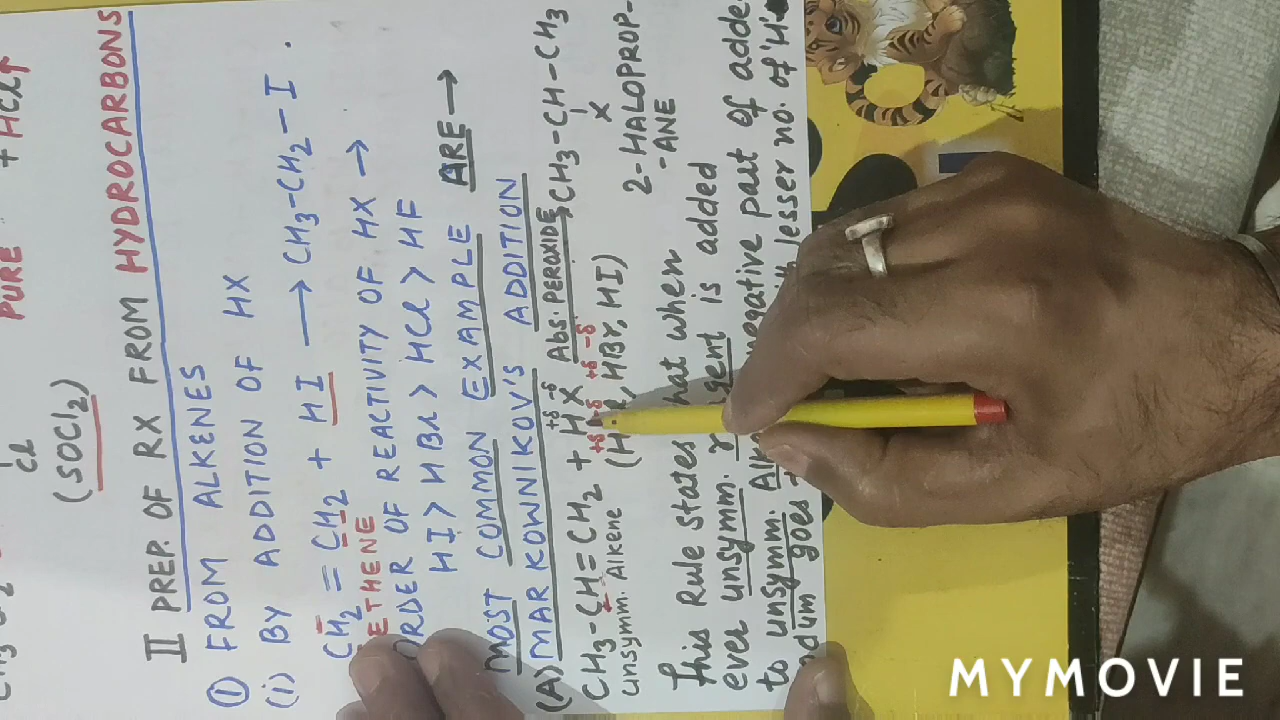 PURE + HCl↑
Cl
(SOCl2)
II PREP. OF RX FROM HYDROCARBONS
① FROM ALKENES
(i) BY ADDITION OF HX
CH2 = CH2 + HI ⟶ CH3-CH2-I.
ETHENE
ORDER OF REACTIVITY OF HX →
HI > HBr > HCl > HF
MOST COMMON EXAMPLE ARE →
(A) MARKOWNIKOV'S ADDITION
+δ -δ Abs. PEROXIDE
CH3-CH=CH2 + HX → CH3-CH-CH3
unsymm. Alkene +δ -δ +δ -δ X
HBr, HI) 2-HALOPROP-
-ANE
This Rule states that when
ever unsymm. is added
to unsymm. negative part of
goes lesser no. of 'H'
MYMOVIE